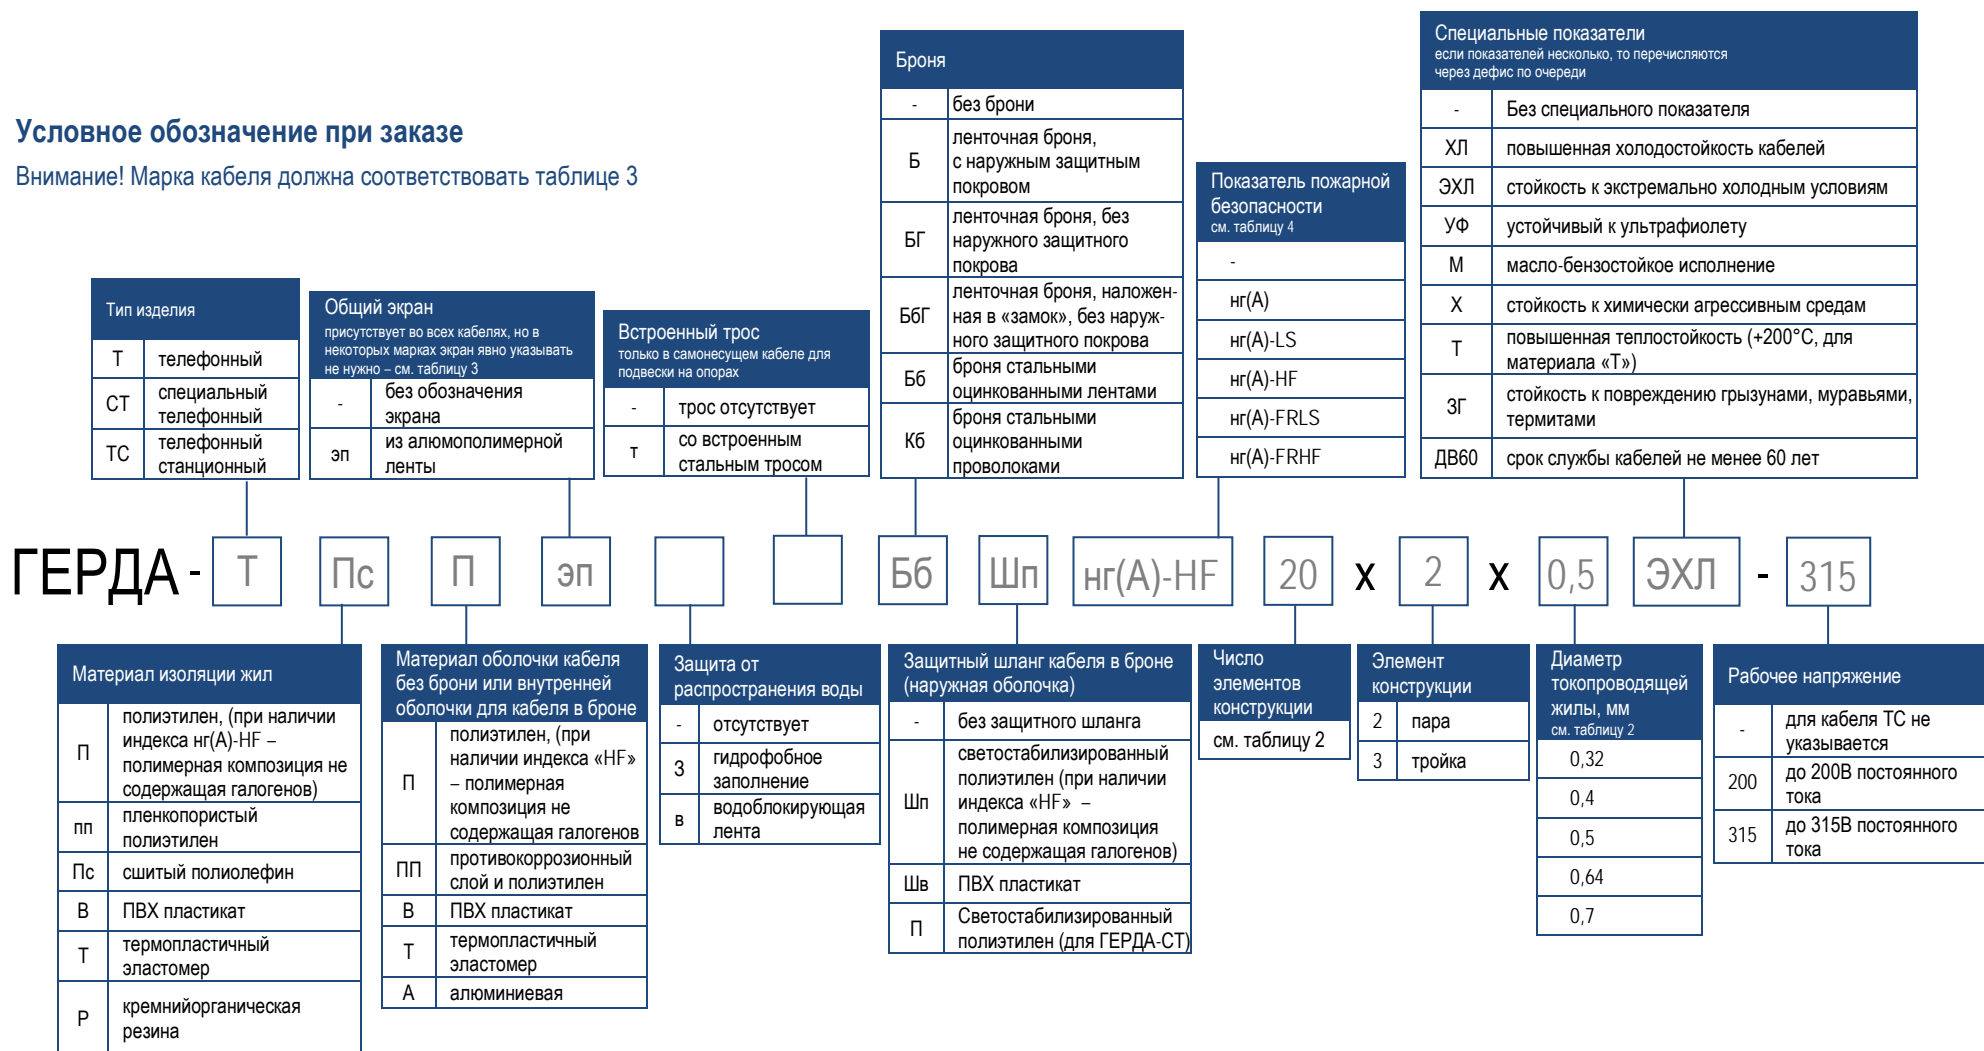 Условное обозначение при заказе
Внимание! Марка кабеля должна соответствовать таблице 3
Тип изделия
Т телефонный
СТ специальный
телефонный
ТС телефонный
станционный
Общий экран
присутствует во всех кабелях, но в
некоторых марках экран явно указывать
не нужно – см. таблицу 3
- без обозначения
экрана
эп из алюмополимерной
ленты
Встроенный трос
только в самонесущем кабеле для
подвески на опорах
- трос отсутствует
т со встроенным
стальным тросом
Броня
- без брони
Б ленточная броня,
с наружным защитным
покровом
БГ ленточная броня, без
наружного защитного
покрова
БбГ ленточная броня, наложен-
ная в «замок», без наруж-
ного защитного покрова
Бб броня стальными
оцинкованными лентами
Кб броня стальными
оцинкованными
проволоками
Показатель пожарной
безопасности
см. таблицу 4
-
нг(А)
нг(А)-LS
нг(А)-HF
нг(А)-FRLS
нг(А)-FRHF
Специальные показатели
если показателей несколько, то перечисляются
через дефис по очереди
- Без специального показателя
ХЛ повышенная холодостойкость кабелей
ЭХЛ стойкость к экстремально холодным условиям
УФ устойчивый к ультрафиолету
М масло-бензостойкое исполнение
Х стойкость к химически агрессивным средам
Т повышенная теплостойкость (+200°С, для
материала «Т»)
ЗГ стойкость к повреждению грызунами, муравьями,
термитами
ДВ60 срок службы кабелей не менее 60 лет
ГЕРДА - Т Пс П эп Бб Шп нг(А)-HF 20 х 2 х 0,5 ЭХЛ - 315
Материал изоляции жил
П полиэтилен, (при наличии
индекса нг(А)-HF –
полимерная композиция не
содержащая галогенов)
пп пленкопористый
полиэтилен
Пс сшитый полиолефин
В ПВХ пластикат
Т термопластичный
эластомер
Р кремнийорганическая
резина
Материал оболочки кабеля
без брони или внутренней
оболочки для кабеля в броне
П полиэтилен, (при
наличии индекса «HF»
– полимерная
композиция не
содержащая галогенов
ПП противокоррозионный
слой и полиэтилен
В ПВХ пластикат
Т термопластичный
эластомер
А алюминиевая
Защита от
распространения воды
- отсутствует
З гидрофобное
заполнение
в водоблокирующая
лента
Защитный шланг кабеля в броне
(наружная оболочка)
- без защитного шланга
Шп светостабилизированный
полиэтилен (при наличии
индекса «HF» –
полимерная композиция
не содержащая галогенов)
Шв ПВХ пластикат
П Светостабилизированный
полиэтилен (для ГЕРДА-СТ)
Число
элементов
конструкции
см. таблицу 2
Элемент
конструкции
2 пара
3 тройка
Диаметр
токопроводящей
жилы, мм
см. таблицу 2
0,32
0,4
0,5
0,64
0,7
Рабочее напряжение
- для кабеля ТС не
указывается
200 до 200В постоянного
тока
315 до 315В постоянного
тока